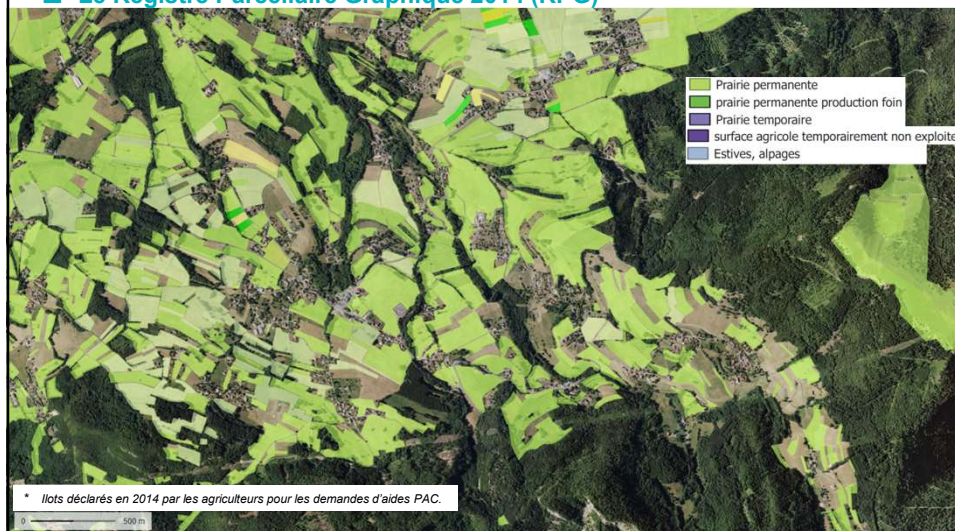 Le Registre Parcellaire Graphique 2014 (RPG)
Prairie permanente
prairie permanente production foin
Prairie temporaire
surface agricole temporairement non exploite
Estives, alpages
* Ilots déclarés en 2014 par les agriculteurs pour les demandes d'aides PAC.
0 500 m